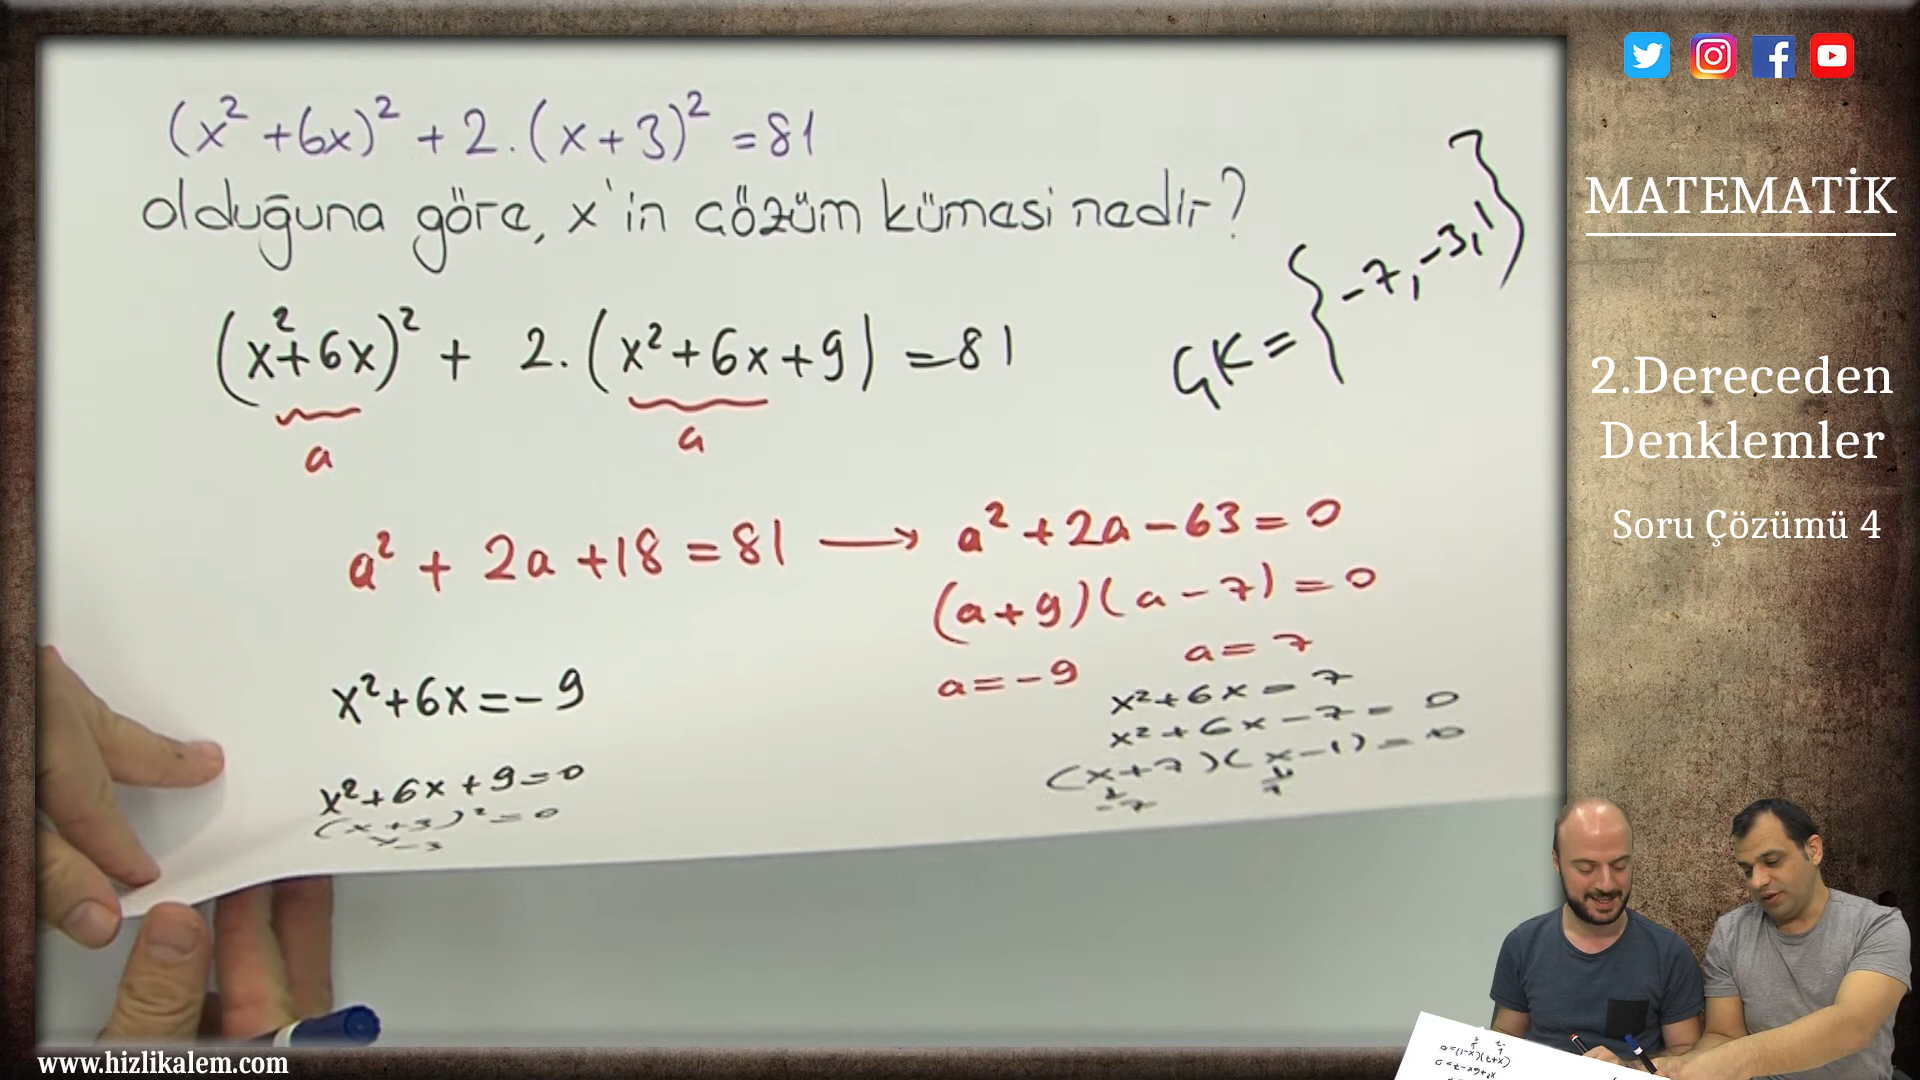 (x² + 6x)² + 2.(x + 3)² = 81
olduğuna göre, x'in çözüm kümesi nedir?
(x² + 6x)² + 2.(x² + 6x + 9) = 81
a a
ÇK = {-7, -3, 1}
a² + 2a + 18 = 81 → a² + 2a - 63 = 0
(a + 9)(a - 7) = 0
a = -9 a = 7
x² + 6x = -9
x² + 6x = 7
x² + 6x - 7 = 0
x² + 6x + 9 = 0
(x + 7)(x - 1) = 0
-7 1
(x + 3)² = 0
x - 3
MATEMATİK
2.Dereceden
Denklemler
Soru Çözümü 4
www.hizlikalem.com